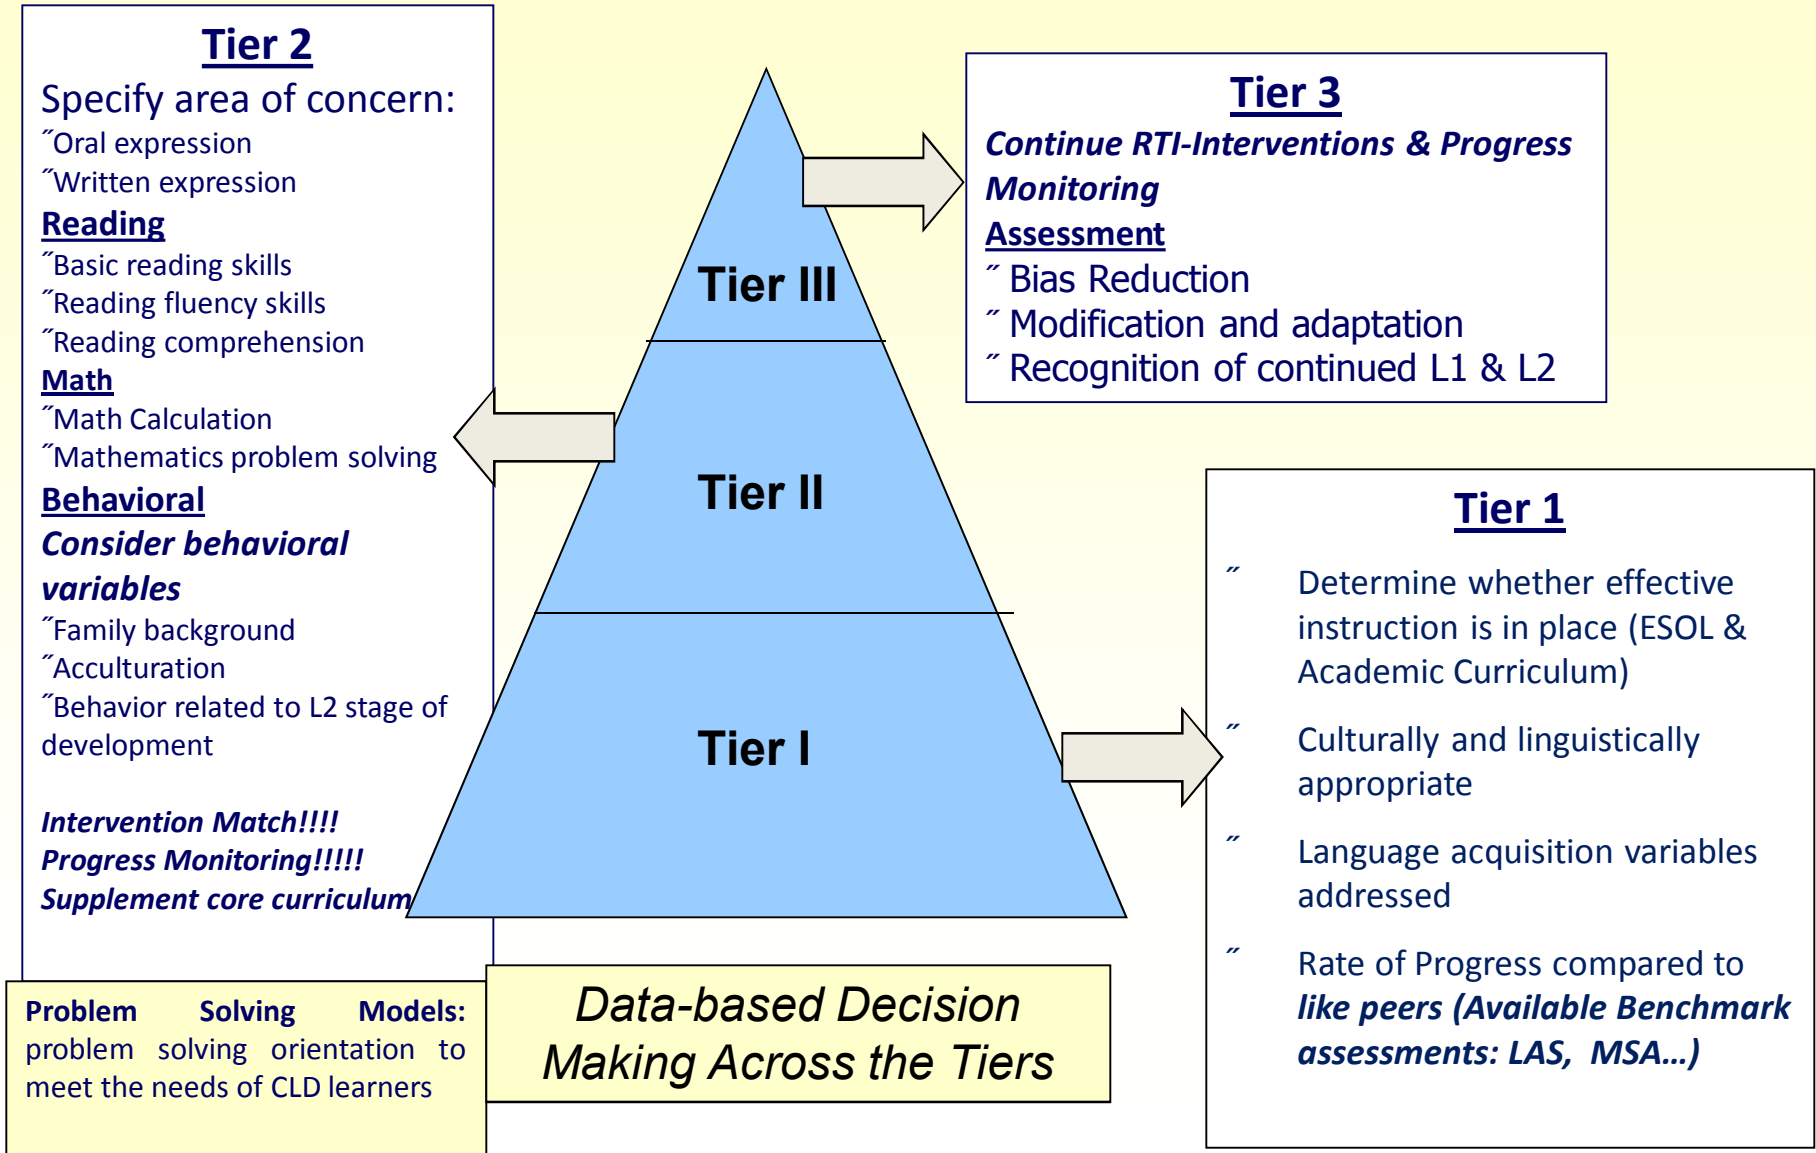 Tier 2
Specify area of concern:
˝Oral expression
˝Written expression
Reading
˝Basic reading skills
˝Reading fluency skills
˝Reading comprehension
Math
˝Math Calculation
˝Mathematics problem solving
Behavioral
Consider behavioral
variables
˝Family background
˝Acculturation
˝Behavior related to L2 stage of
development
Intervention Match!!!!
Progress Monitoring!!!!!
Supplement core curriculum
Problem Solving Models:
problem solving orientation to
meet the needs of CLD learners
Tier III
Tier II
Tier I
Data-based Decision
Making Across the Tiers
Tier 3
Continue RTI-Interventions & Progress
Monitoring
Assessment
˝ Bias Reduction
˝ Modification and adaptation
˝ Recognition of continued L1 & L2
Tier 1
˝ Determine whether effective
instruction is in place (ESOL &
Academic Curriculum)
˝ Culturally and linguistically
appropriate
˝ Language acquisition variables
addressed
˝ Rate of Progress compared to
like peers (Available Benchmark
assessments: LAS, MSA…)